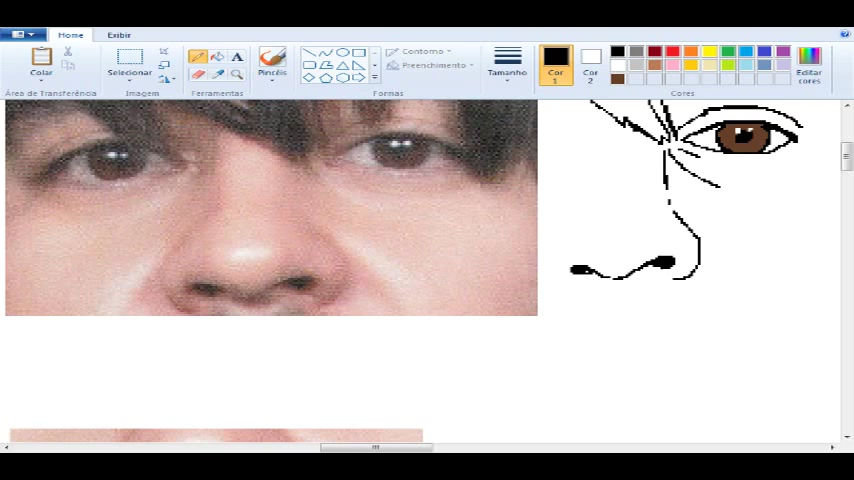 Home Exibir
Colar
Selecionar
Pincéis
Contorno
Preenchimento
Tamanho
Cor 1
Cor 2
Editar cores
Área de Transferência Imagem Ferramentas Formas Cores